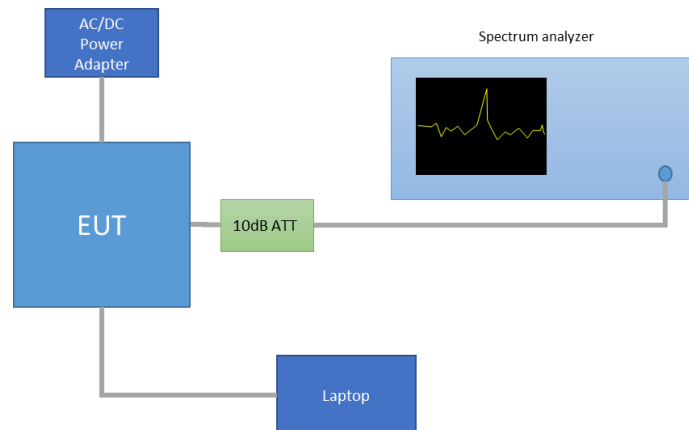 AC/DC
Power
Adapter
Spectrum analyzer
EUT
10dB ATT
Laptop